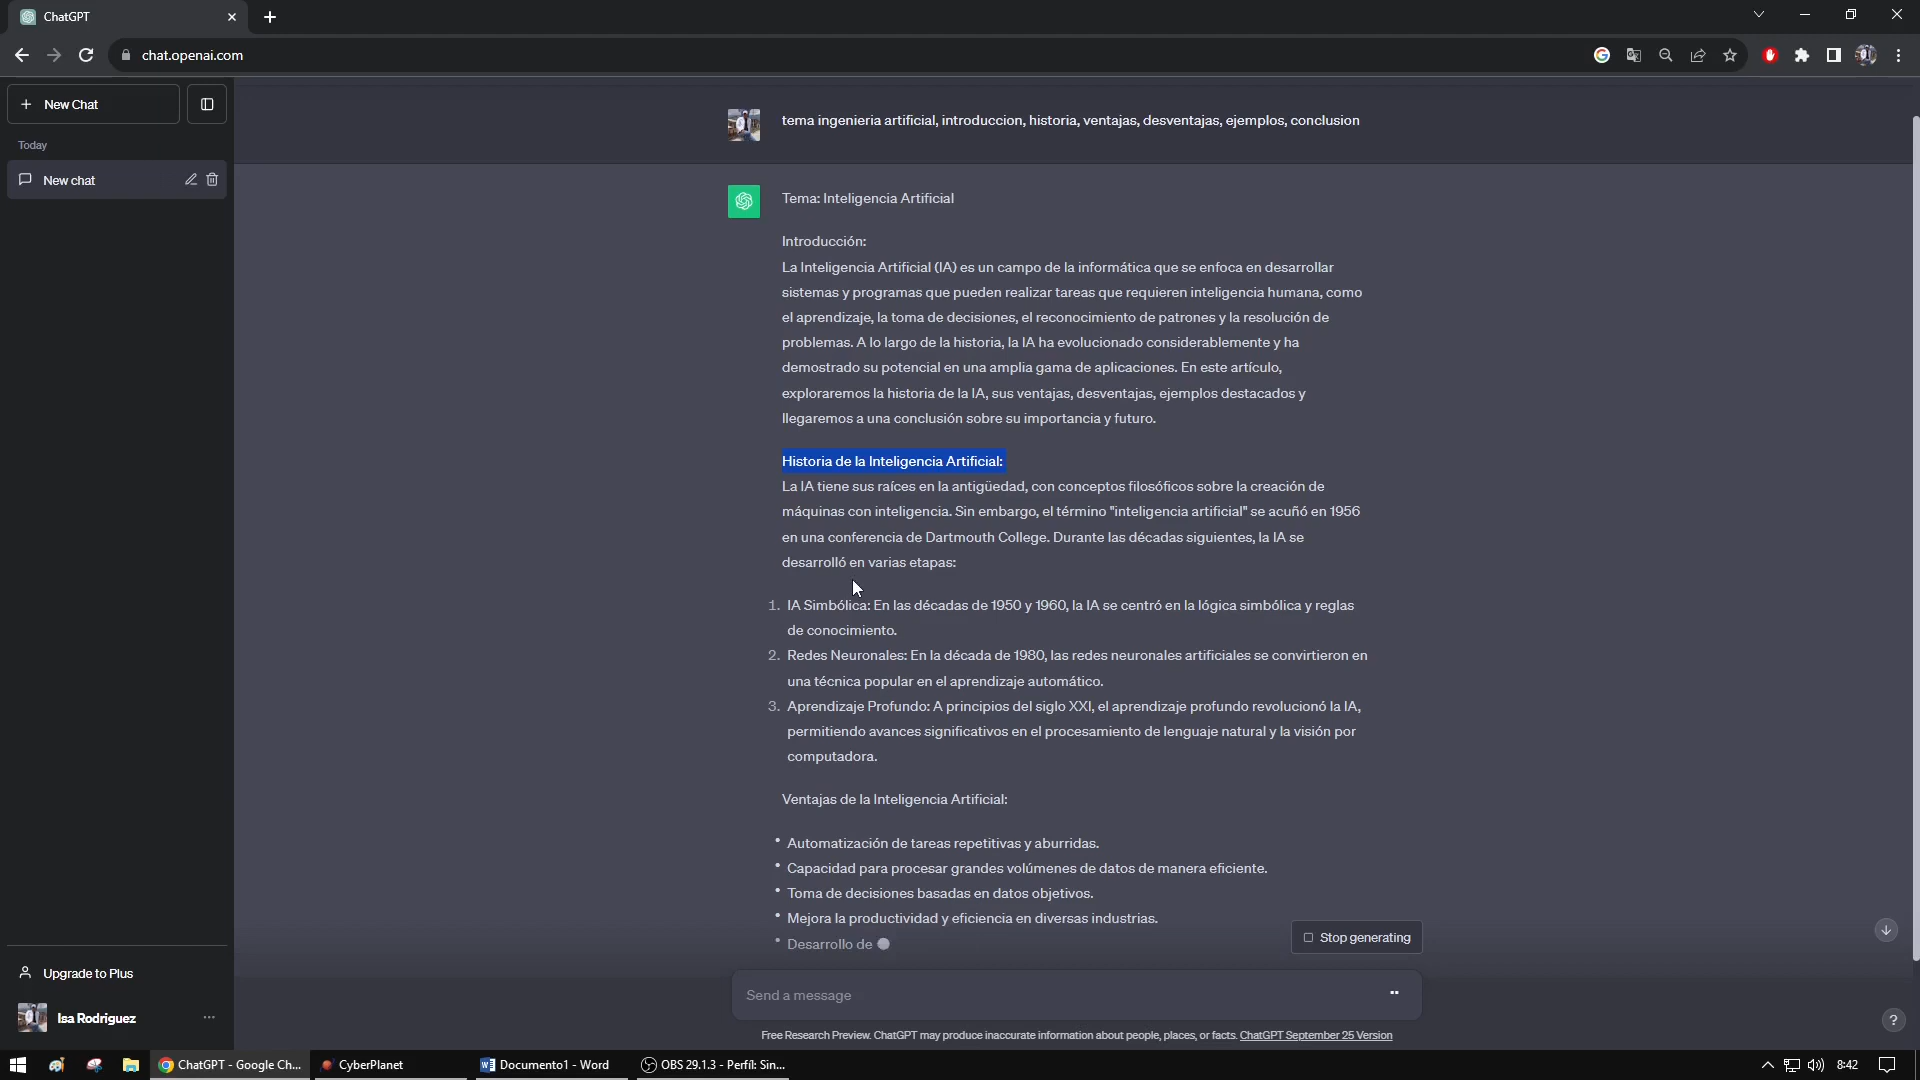 ChatGPT
chat.openai.com
New Chat
Today
New chat
tema ingenieria artificial, introduccion, historia, ventajas, desventajas, ejemplos, conclusion
Tema: Inteligencia Artificial
Introducción:
La Inteligencia Artificial (IA) es un campo de la informática que se enfoca en desarrollar
sistemas y programas que pueden realizar tareas que requieren inteligencia humana, como
el aprendizaje, la toma de decisiones, el reconocimiento de patrones y la resolución de
problemas. A lo largo de la historia, la IA ha evolucionado considerablemente y ha
demostrado su potencial en una amplia gama de aplicaciones. En este artículo,
exploraremos la historia de la IA, sus ventajas, desventajas, ejemplos destacados y
llegaremos a una conclusión sobre su importancia y futuro.
Historia de la Inteligencia Artificial:
La IA tiene sus raíces en la antigüedad, con conceptos filosóficos sobre la creación de
máquinas con inteligencia. Sin embargo, el término "inteligencia artificial" se acuñó en 1956
en una conferencia de Dartmouth College. Durante las décadas siguientes, la IA se
desarrolló en varias etapas:
1. IA Simbólica: En las décadas de 1950 y 1960, la IA se centró en la lógica simbólica y reglas
de conocimiento.
2. Redes Neuronales: En la década de 1980, las redes neuronales artificiales se convirtieron en
una técnica popular en el aprendizaje automático.
3. Aprendizaje Profundo: A principios del siglo XXI, el aprendizaje profundo revolucionó la IA,
permitiendo avances significativos en el procesamiento de lenguaje natural y la visión por
computadora.
Ventajas de la Inteligencia Artificial:
• Automatización de tareas repetitivas y aburridas.
• Capacidad para procesar grandes volúmenes de datos de manera eficiente.
• Toma de decisiones basadas en datos objetivos.
• Mejora la productividad y eficiencia en diversas industrias.
• Desarrollo de
Stop generating
Upgrade to Plus
Isa Rodriguez
Send a message
Free Research Preview. ChatGPT may produce inaccurate information about people, places, or facts. ChatGPT September 25 Version
?
ChatGPT - Google Ch...
CyberPlanet
Documento1 - Word
OBS 29.1.3 - Perfil: Sin...
8:42